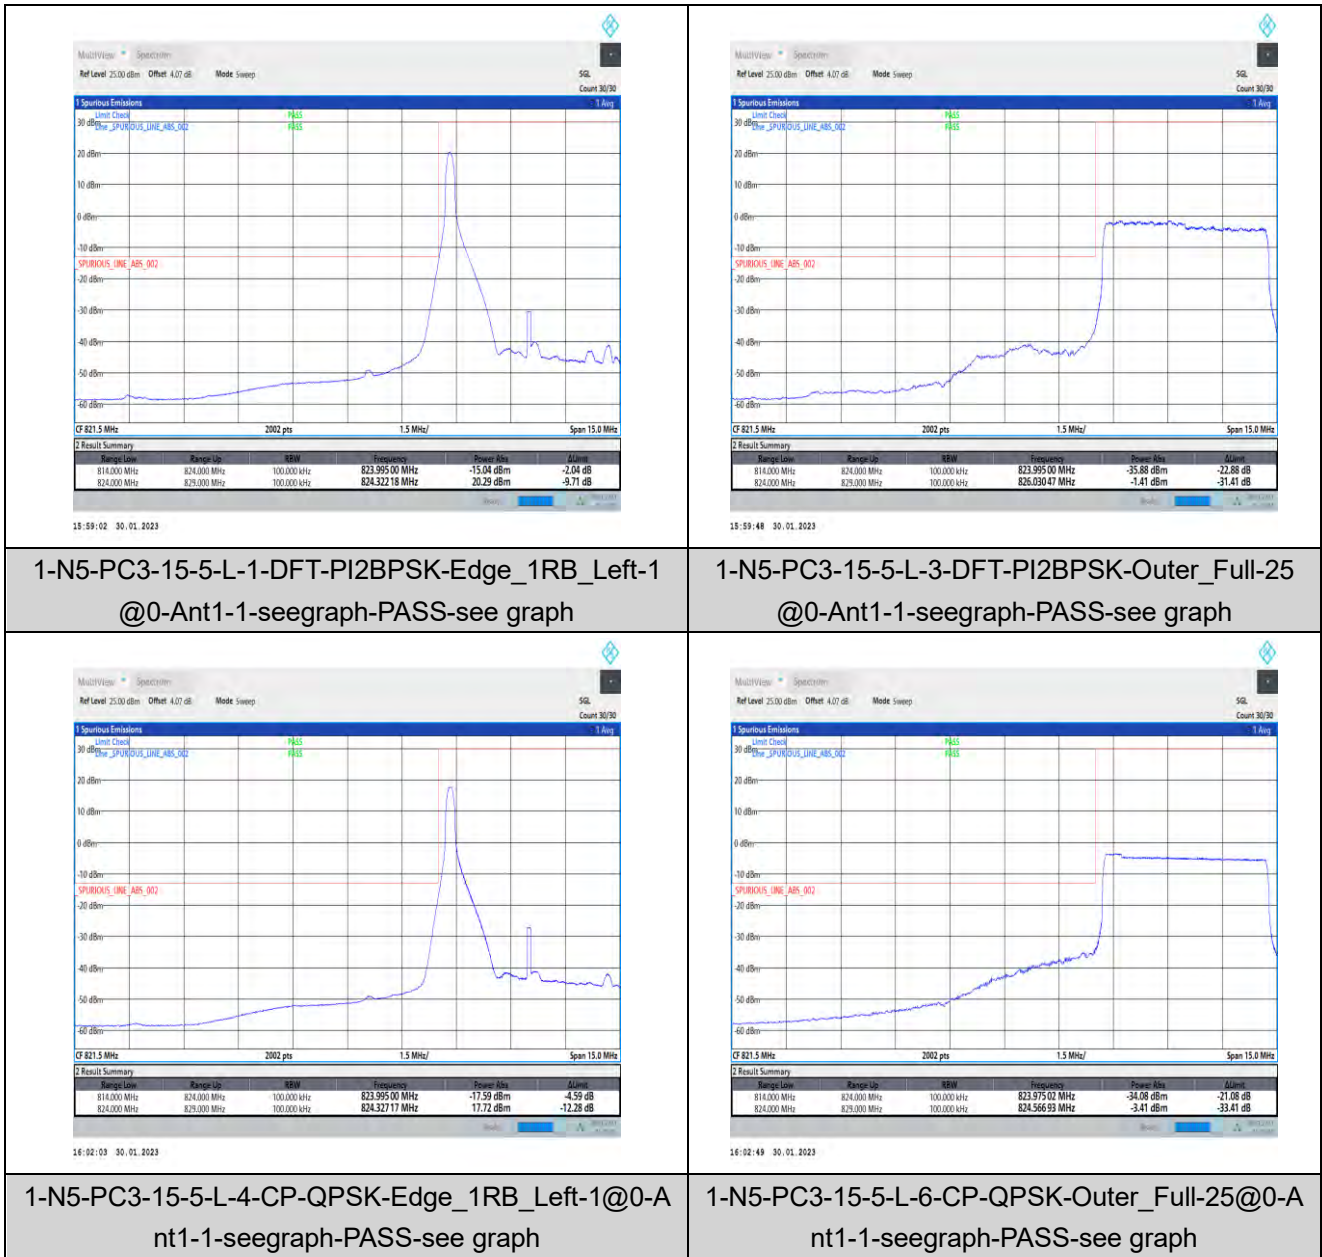 MultiView Spectrum
Ref Level 25.00 dBm Offset 4.07 dB Mode Sweep SGL
Count 30/30
1 Spurious Emissions 1 Avg
Limit Check PASS
Line _SPURIOUS_LINE_ABS_002 PASS
30 dBm
20 dBm
10 dBm
0 dBm
-10 dBm
SPURIOUS_LINE_ABS_002
-20 dBm
-30 dBm
-40 dBm
-50 dBm
-60 dBm
CF 821.5 MHz 2002 pts 1.5 MHz/ Span 15.0 MHz
2 Result Summary
Range Low Range Up RBW Frequency Power Abs ΔLimit
814.000 MHz 824.000 MHz 100.000 kHz 823.99500 MHz -15.04 dBm -2.04 dB
824.000 MHz 829.000 MHz 100.000 kHz 824.32218 MHz 20.29 dBm -9.71 dB
15:59:02 30.01.2023
1-N5-PC3-15-5-L-1-DFT-PI2BPSK-Edge_1RB_Left-1
@0-Ant1-1-seegraph-PASS-see graph
MultiView Spectrum
Ref Level 25.00 dBm Offset 4.07 dB Mode Sweep SGL
Count 30/30
1 Spurious Emissions 1 Avg
Limit Check PASS
Line _SPURIOUS_LINE_ABS_002 PASS
30 dBm
20 dBm
10 dBm
0 dBm
-10 dBm
SPURIOUS_LINE_ABS_002
-20 dBm
-30 dBm
-40 dBm
-50 dBm
-60 dBm
CF 821.5 MHz 2002 pts 1.5 MHz/ Span 15.0 MHz
2 Result Summary
Range Low Range Up RBW Frequency Power Abs ΔLimit
814.000 MHz 824.000 MHz 100.000 kHz 823.99500 MHz -35.88 dBm -22.88 dB
824.000 MHz 829.000 MHz 100.000 kHz 826.03047 MHz -1.41 dBm -31.41 dB
15:59:48 30.01.2023
1-N5-PC3-15-5-L-3-DFT-PI2BPSK-Outer_Full-25
@0-Ant1-1-seegraph-PASS-see graph
MultiView Spectrum
Ref Level 25.00 dBm Offset 4.07 dB Mode Sweep SGL
Count 30/30
1 Spurious Emissions 1 Avg
Limit Check PASS
Line _SPURIOUS_LINE_ABS_002 PASS
30 dBm
20 dBm
10 dBm
0 dBm
-10 dBm
SPURIOUS_LINE_ABS_002
-20 dBm
-30 dBm
-40 dBm
-50 dBm
-60 dBm
CF 821.5 MHz 2002 pts 1.5 MHz/ Span 15.0 MHz
2 Result Summary
Range Low Range Up RBW Frequency Power Abs ΔLimit
814.000 MHz 824.000 MHz 100.000 kHz 823.99500 MHz -17.59 dBm -4.59 dB
824.000 MHz 829.000 MHz 100.000 kHz 824.32717 MHz 17.72 dBm -12.28 dB
16:02:03 30.01.2023
1-N5-PC3-15-5-L-4-CP-QPSK-Edge_1RB_Left-1@0-A
nt1-1-seegraph-PASS-see graph
MultiView Spectrum
Ref Level 25.00 dBm Offset 4.07 dB Mode Sweep SGL
Count 30/30
1 Spurious Emissions 1 Avg
Limit Check PASS
Line _SPURIOUS_LINE_ABS_002 PASS
30 dBm
20 dBm
10 dBm
0 dBm
-10 dBm
SPURIOUS_LINE_ABS_002
-20 dBm
-30 dBm
-40 dBm
-50 dBm
-60 dBm
CF 821.5 MHz 2002 pts 1.5 MHz/ Span 15.0 MHz
2 Result Summary
Range Low Range Up RBW Frequency Power Abs ΔLimit
814.000 MHz 824.000 MHz 100.000 kHz 823.97502 MHz -34.08 dBm -21.08 dB
824.000 MHz 829.000 MHz 100.000 kHz 824.56693 MHz -3.41 dBm -33.41 dB
16:02:49 30.01.2023
1-N5-PC3-15-5-L-6-CP-QPSK-Outer_Full-25@0-A
nt1-1-seegraph-PASS-see graph